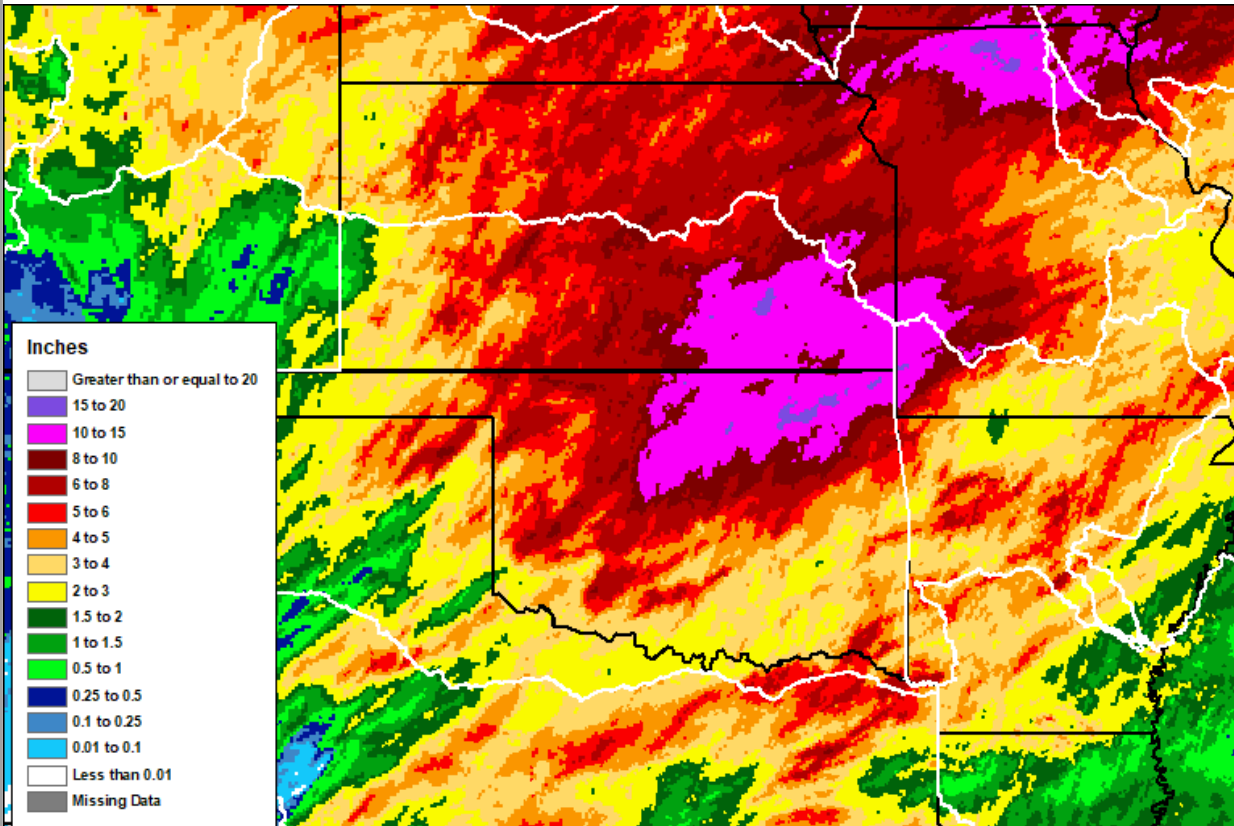 Inches
Greater than or equal to 20
15 to 20
10 to 15
8 to 10
6 to 8
5 to 6
4 to 5
3 to 4
2 to 3
1.5 to 2
1 to 1.5
0.5 to 1
0.25 to 0.5
0.1 to 0.25
0.01 to 0.1
Less than 0.01
Missing Data